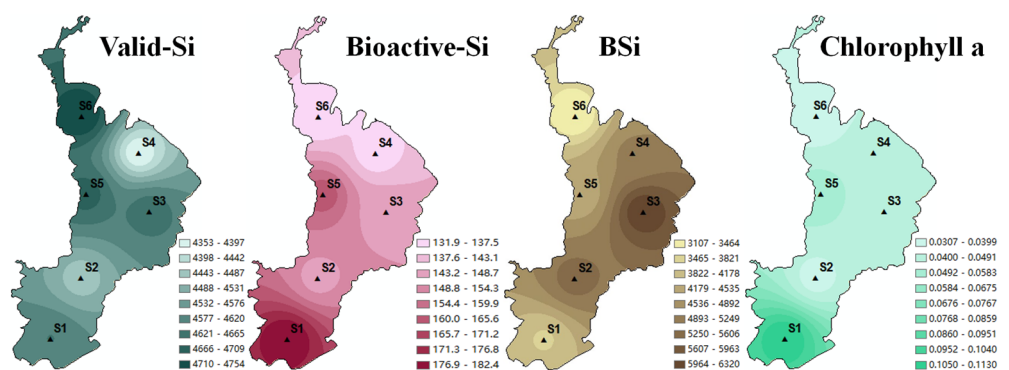 Valid-Si
S6
S4
S5
S3
S2
S1
4353 - 4397
4398 - 4442
4443 - 4487
4488 - 4531
4532 - 4576
4577 - 4620
4621 - 4665
4666 - 4709
4710 - 4754
Bioactive-Si
S6
S4
S5
S3
S2
S1
131.9 - 137.5
137.6 - 143.1
143.2 - 148.7
148.8 - 154.3
154.4 - 159.9
160.0 - 165.6
165.7 - 171.2
171.3 - 176.8
176.9 - 182.4
BSi
S6
S4
S5
S3
S2
S1
3107 - 3464
3465 - 3821
3822 - 4178
4179 - 4535
4536 - 4892
4893 - 5249
5250 - 5606
5607 - 5963
5964 - 6320
Chlorophyll a
S6
S4
S5
S3
S2
S1
0.0307 - 0.0399
0.0400 - 0.0491
0.0492 - 0.0583
0.0584 - 0.0675
0.0676 - 0.0767
0.0768 - 0.0859
0.0860 - 0.0951
0.0952 - 0.1040
0.1050 - 0.1130